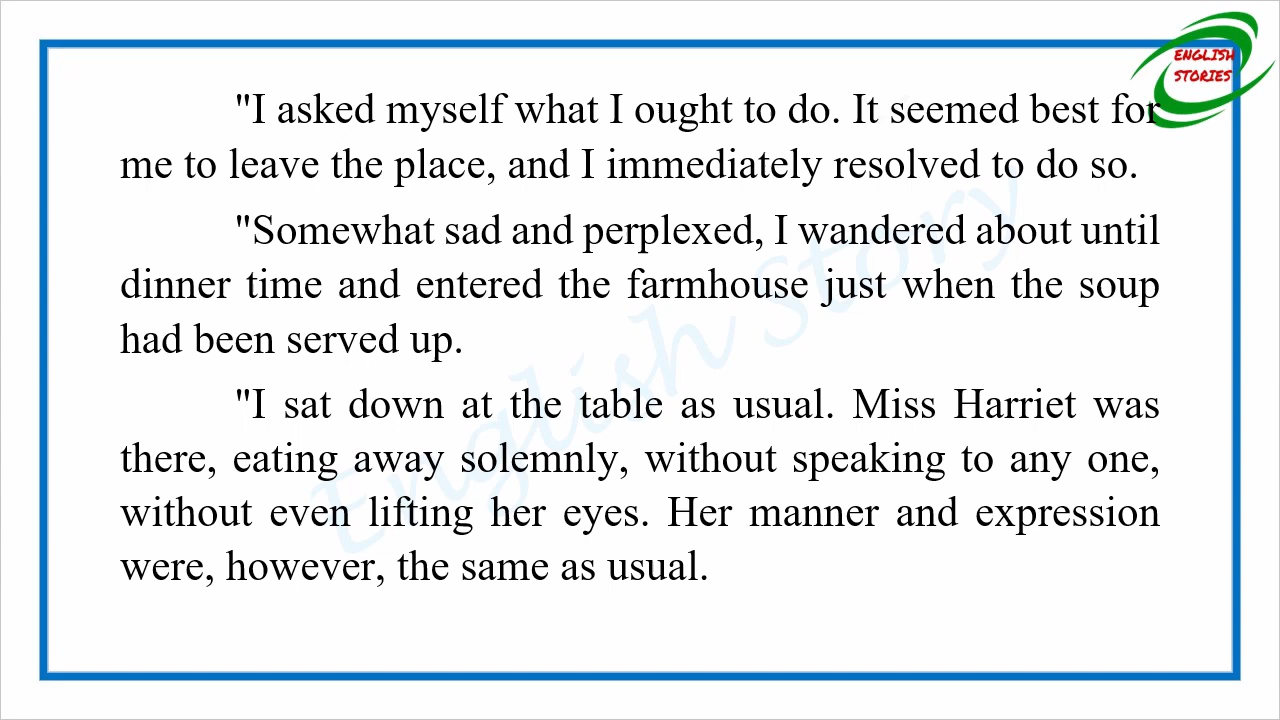 ENGLISH
STORIES
"I asked myself what I ought to do. It seemed best for
me to leave the place, and I immediately resolved to do so.
"Somewhat sad and perplexed, I wandered about until
dinner time and entered the farmhouse just when the soup
had been served up.
"I sat down at the table as usual. Miss Harriet was
there, eating away solemnly, without speaking to any one,
without even lifting her eyes. Her manner and expression
were, however, the same as usual.
English Story